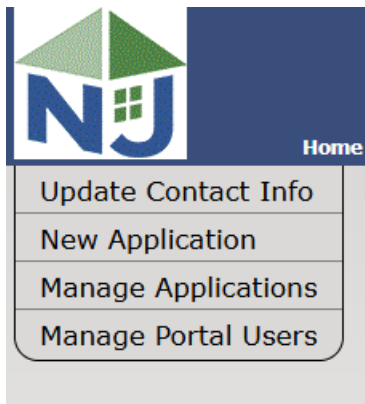 NJ
Home
Update Contact Info
New Application
Manage Applications
Manage Portal Users